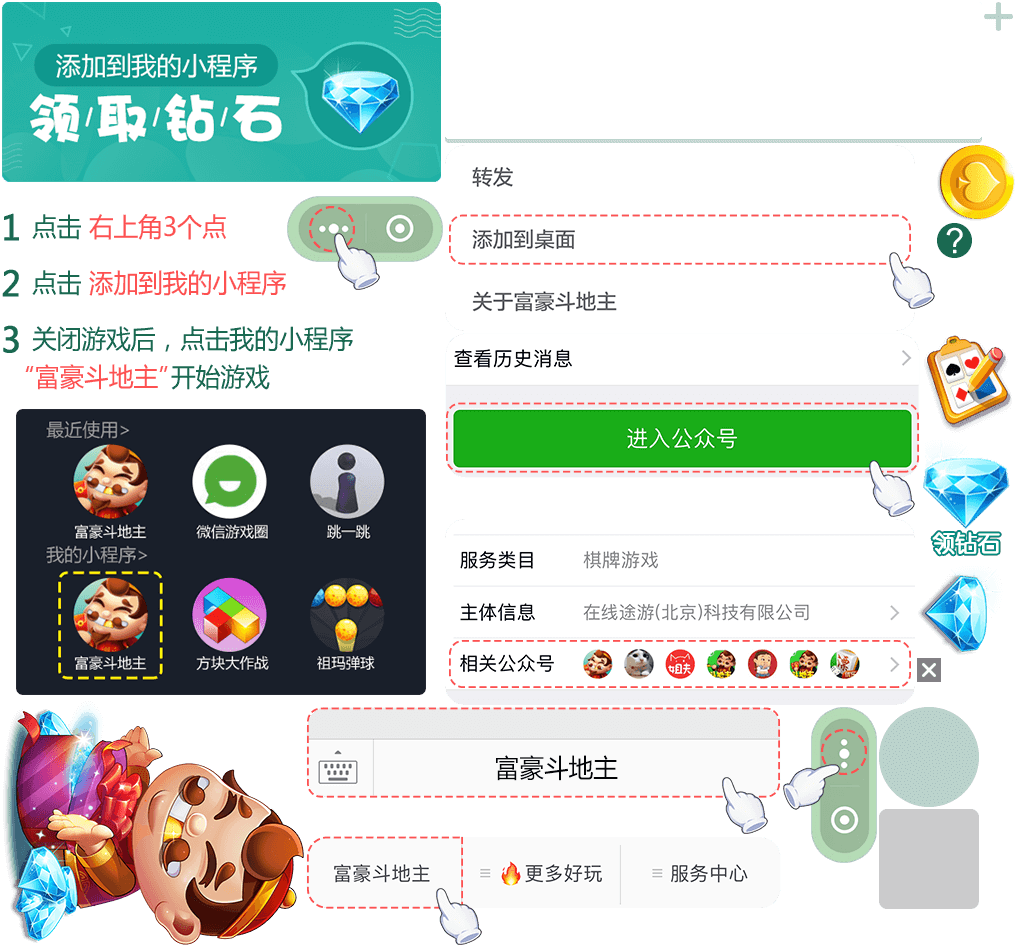 添加到我的小程序
领/取/钻/石
1 点击 右上角3个点
2 点击 添加到我的小程序
3 关闭游戏后，点击我的小程序
“富豪斗地主”开始游戏
最近使用>
富豪斗地主
微信游戏圈
跳一跳
我的小程序>
富豪斗地主
方块大作战
祖玛弹球
转发
添加到桌面
关于富豪斗地主
查看历史消息
进入公众号
服务类目 棋牌游戏
主体信息 在线途游(北京)科技有限公司
相关公众号
姐夫
?
领钻石
富豪斗地主
富豪斗地主
更多好玩
服务中心